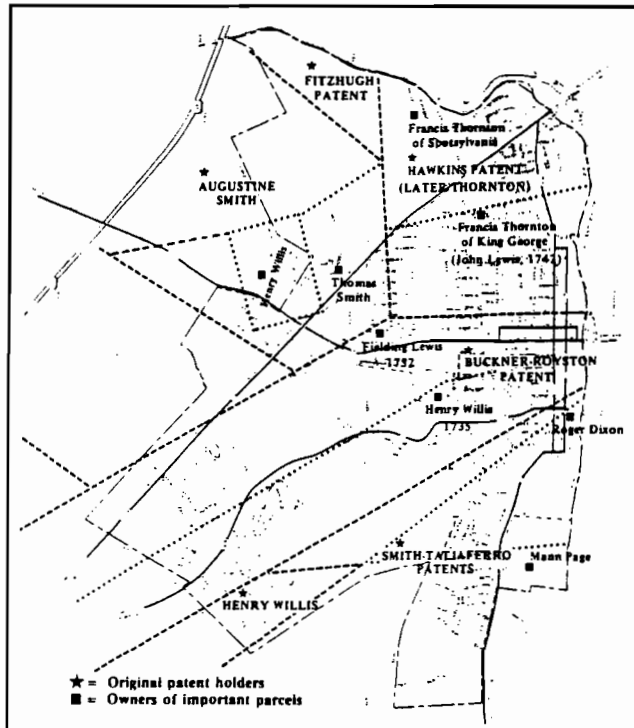 FITZHUGH
PATENT
Francis Thornton
of Spotsylvania
HAWKINS PATENT
(LATER THORNTON)
AUGUSTINE
SMITH
Francis Thornton
of King George
(John Lewis, 1742)
Henry Willis
Thomas
Smith
Fielding Lewis
1752
BUCKNER-ROYSTON
PATENT
Henry Willis
1735
Roger Dixon
SMITH-TALIAFERRO
PATENTS
Mann Page
HENRY WILLIS
★ = Original patent holders
■ = Owners of important parcels